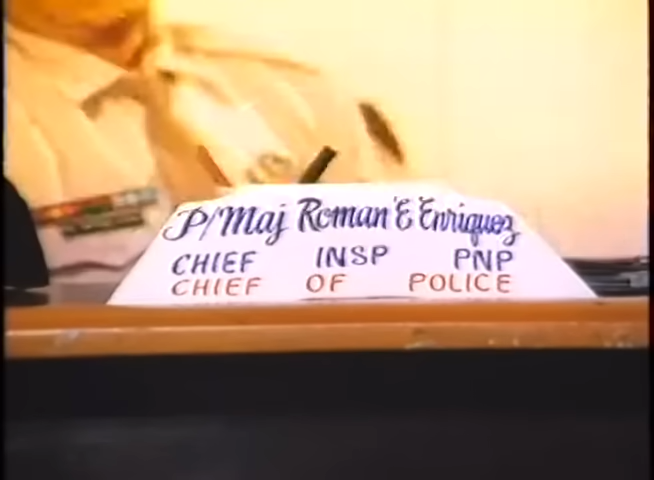 P/Maj Roman E Enriquez
CHIEF INSP PNP
CHIEF OF POLICE